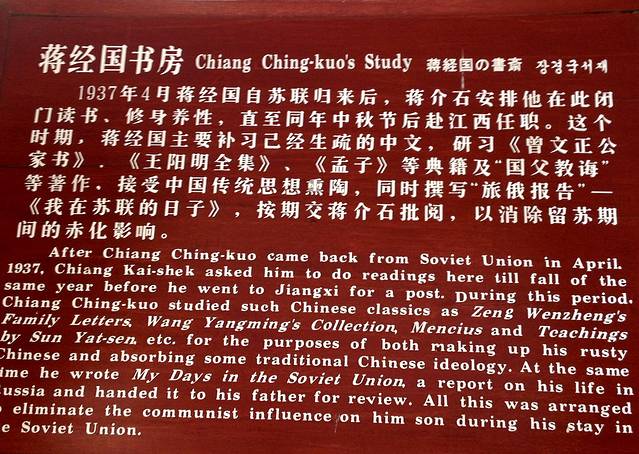 蒋经国书房 Chiang Ching-kuo's Study 蒋経国の書斎 장경국서재
1937年4月蒋经国自苏联归来后，蒋介石安排他在此闭
门读书、修身养性，直至同年中秋节后赴江西任职。这个
时期，蒋经国主要补习已经生疏的中文，研习《曾文正公
家书》、《王阳明全集》、《孟子》等典籍及“国父教诲”
等著作，接受中国传统思想熏陶，同时撰写“旅俄报告”—
《我在苏联的日子》，按期交蒋介石批阅，以消除留苏期
间的赤化影响。
After Chiang Ching-kuo came back from Soviet Union in April.
1937, Chiang Kai-shek asked him to do readings here till fall of the
same year before he went to Jiangxi for a post. During this period,
Chiang Ching-kuo studied such Chinese classics as Zeng Wenzheng's
Family Letters, Wang Yangming's Collection, Mencius and Tcachings
by Sun Yat-sen, etc. for the purposes of both making up his rusty
Chinese and absorbing some traditional Chinese ideology. At the same
ime he wrote My Days in the Soviet Union, a report on his life in
ussia and handed it to his father for review. All this was arranged
o eliminate the communist influence on him son during his stay in
e Soviet Union.